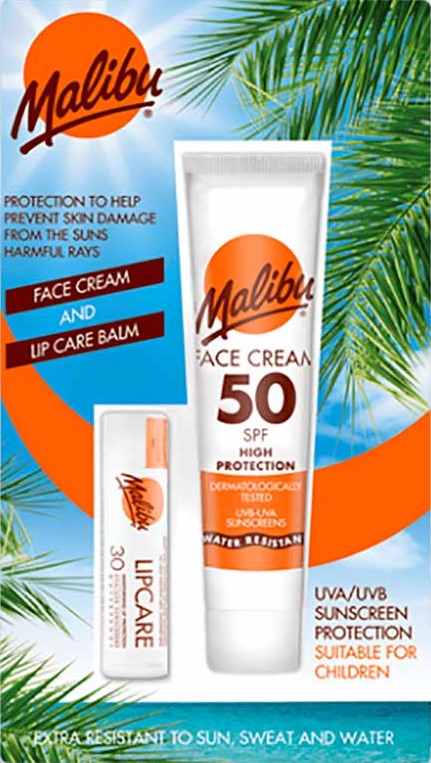 Malibu®
PROTECTION TO HELP
PREVENT SKIN DAMAGE
FROM THE SUNS
HARMFUL RAYS
FACE CREAM
AND
LIP CARE BALM
Malibu®
FACE CREAM
50
SPF
HIGH
PROTECTION
DERMATOLOGICALLY
TESTED
UVB-UVA
SUNSCREENS
WATER RESISTAN
Malibu
LIPCARE
30
UVA/UVB
SUNSCREEN
PROTECTION
SUITABLE FOR
CHILDREN
EXTRA RESISTANT TO SUN, SWEAT AND WATER